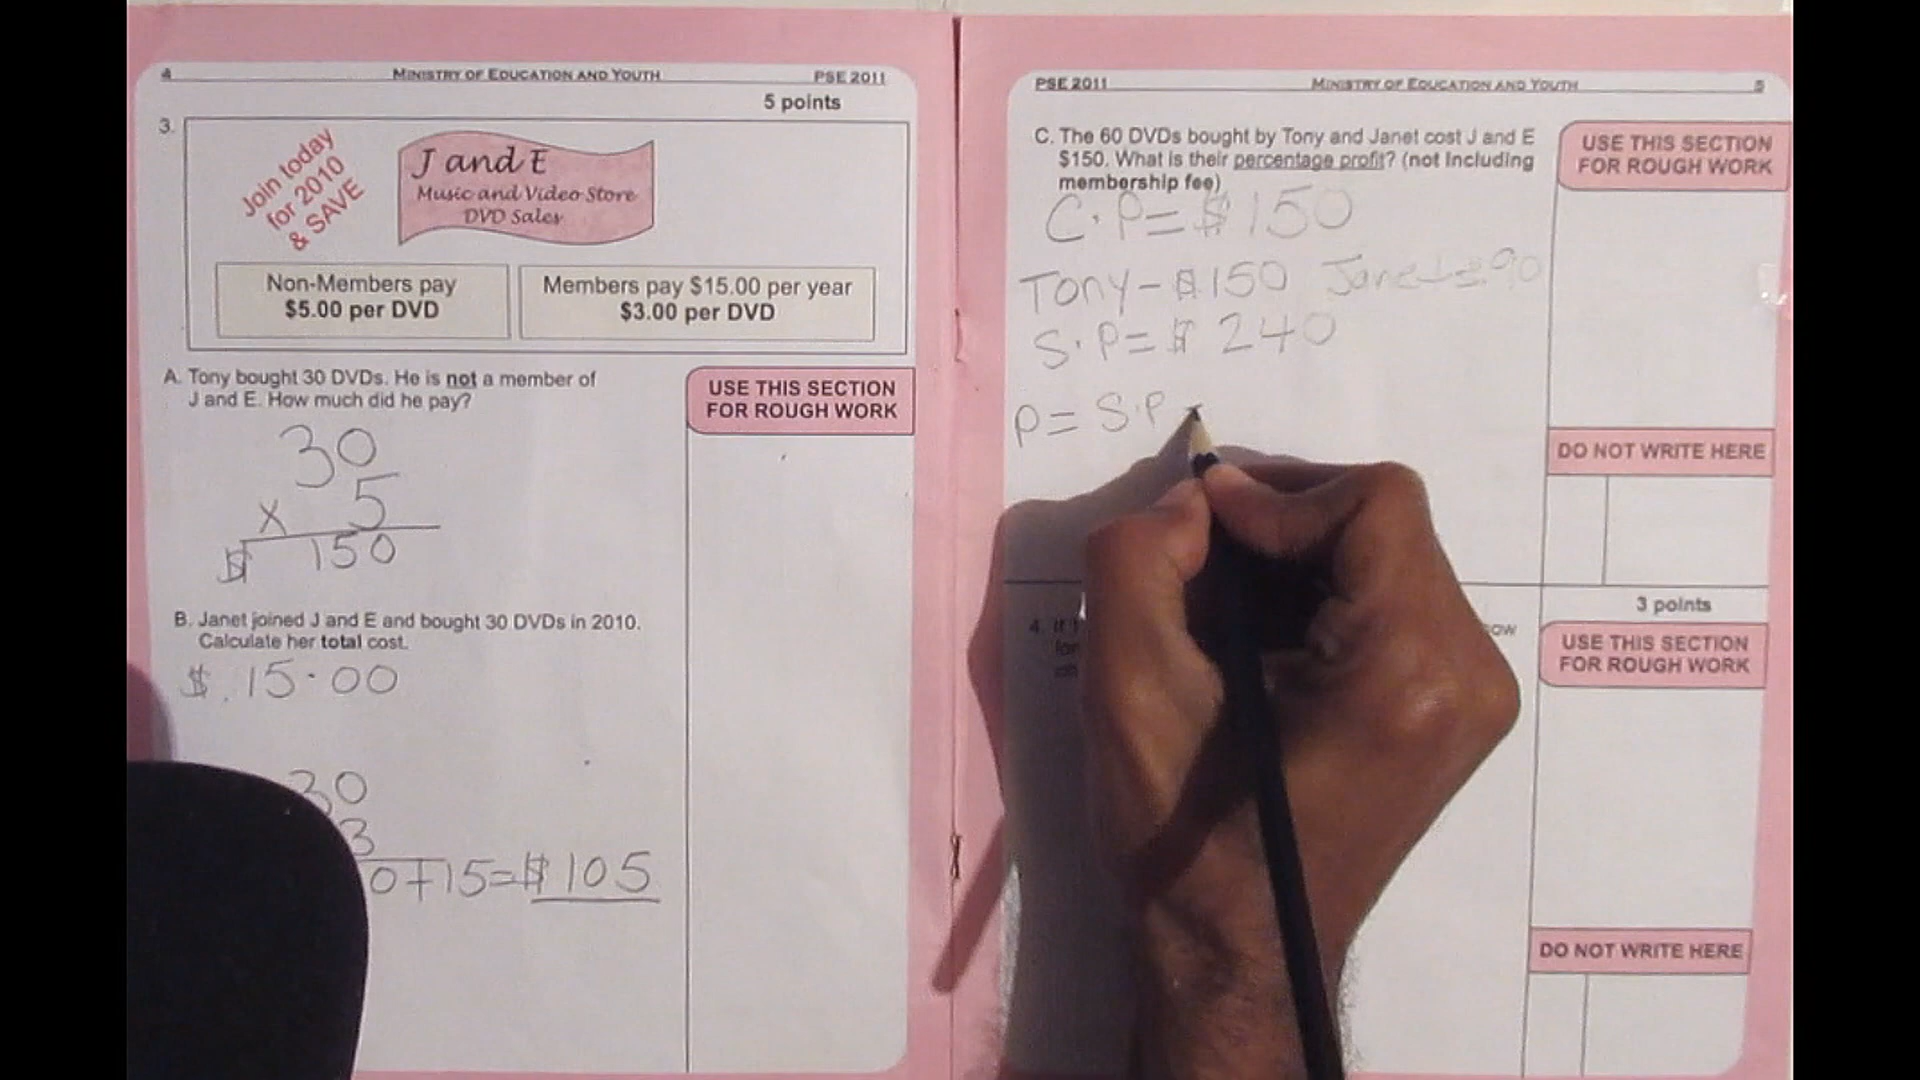 4 MINISTRY OF EDUCATION AND YOUTH PSE 2011
5 points
3.
Join today
for 2010
& SAVE
J and E
Music and Video Store
DVD Sales
Non-Members pay
$5.00 per DVD
Members pay $15.00 per year
$3.00 per DVD
A. Tony bought 30 DVDs. He is not a member of
J and E. How much did he pay?
USE THIS SECTION
FOR ROUGH WORK
30
x 5
$ 150
B. Janet joined J and E and bought 30 DVDs in 2010.
Calculate her total cost.
$ 15.00
30
3
0+15=$105
PSE 2011 MINISTRY OF EDUCATION AND YOUTH 5
C. The 60 DVDs bought by Tony and Janet cost J and E
$150. What is their percentage profit? (not including
membership fee)
USE THIS SECTION
FOR ROUGH WORK
C.P=$150
Tony-$150 Janet=90
S.P=$ 240
P= S.P-
DO NOT WRITE HERE
3 points
4. If
for
USE THIS SECTION
FOR ROUGH WORK
DO NOT WRITE HERE